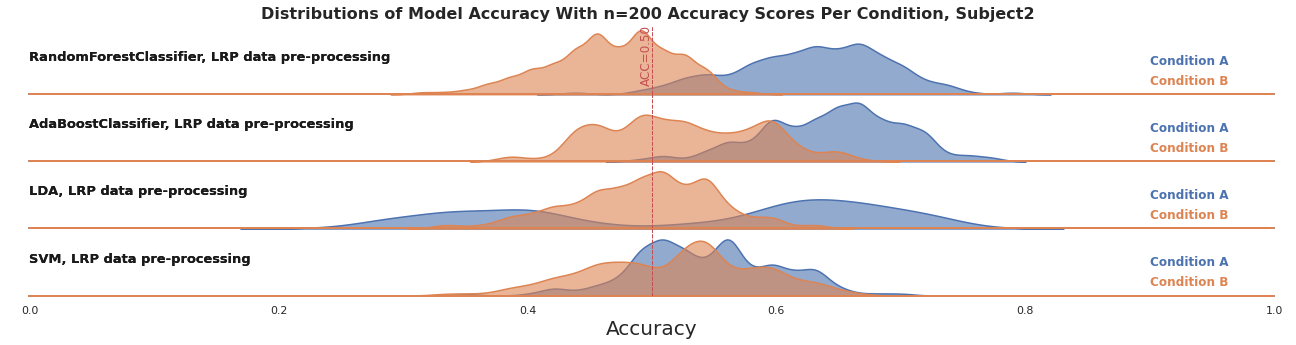 Distributions of Model Accuracy With n=200 Accuracy Scores Per Condition, Subject2
ACC=0.50
RandomForestClassifier, LRP data pre-processing
Condition A
Condition B
AdaBoostClassifier, LRP data pre-processing
Condition A
Condition B
LDA, LRP data pre-processing
Condition A
Condition B
SVM, LRP data pre-processing
Condition A
Condition B
0.0 0.2 0.4 0.6 0.8 1.0
Accuracy